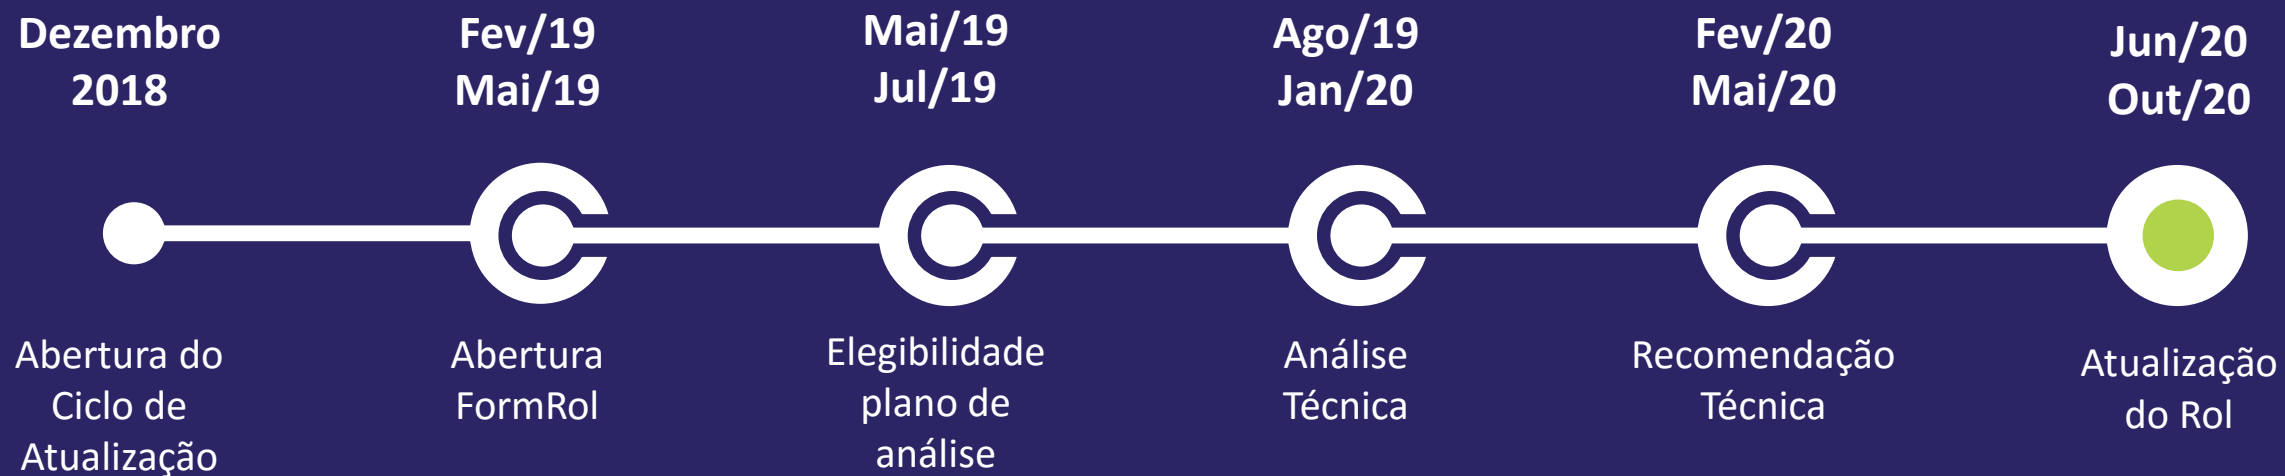 Dezembro
2018
Fev/19
Mai/19
Mai/19
Jul/19
Ago/19
Jan/20
Fev/20
Mai/20
Jun/20
Out/20
Abertura do
Ciclo de
Atualização
Abertura
FormRol
Elegibilidade
plano de
análise
Análise
Técnica
Recomendação
Técnica
Atualização
do Rol